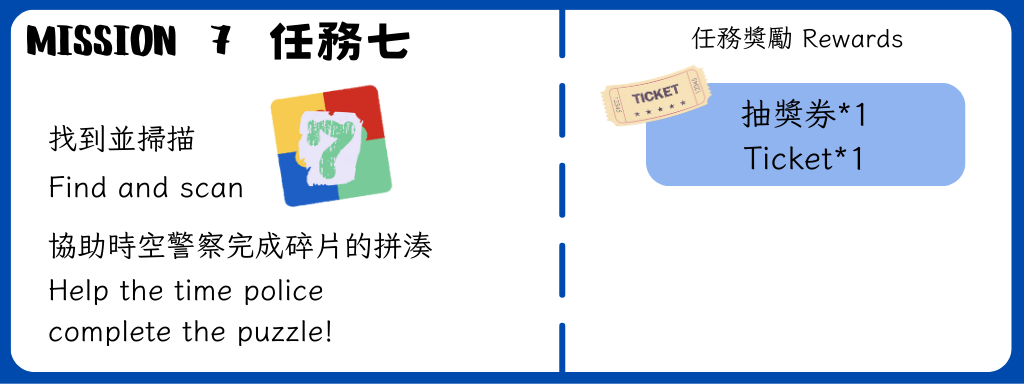 MISSION 7 任務七
找到並掃描
Find and scan
7
協助時空警察完成碎片的拼湊
Help the time police
complete the puzzle!
任務獎勵 Rewards
TICKET
抽獎券*1
Ticket*1